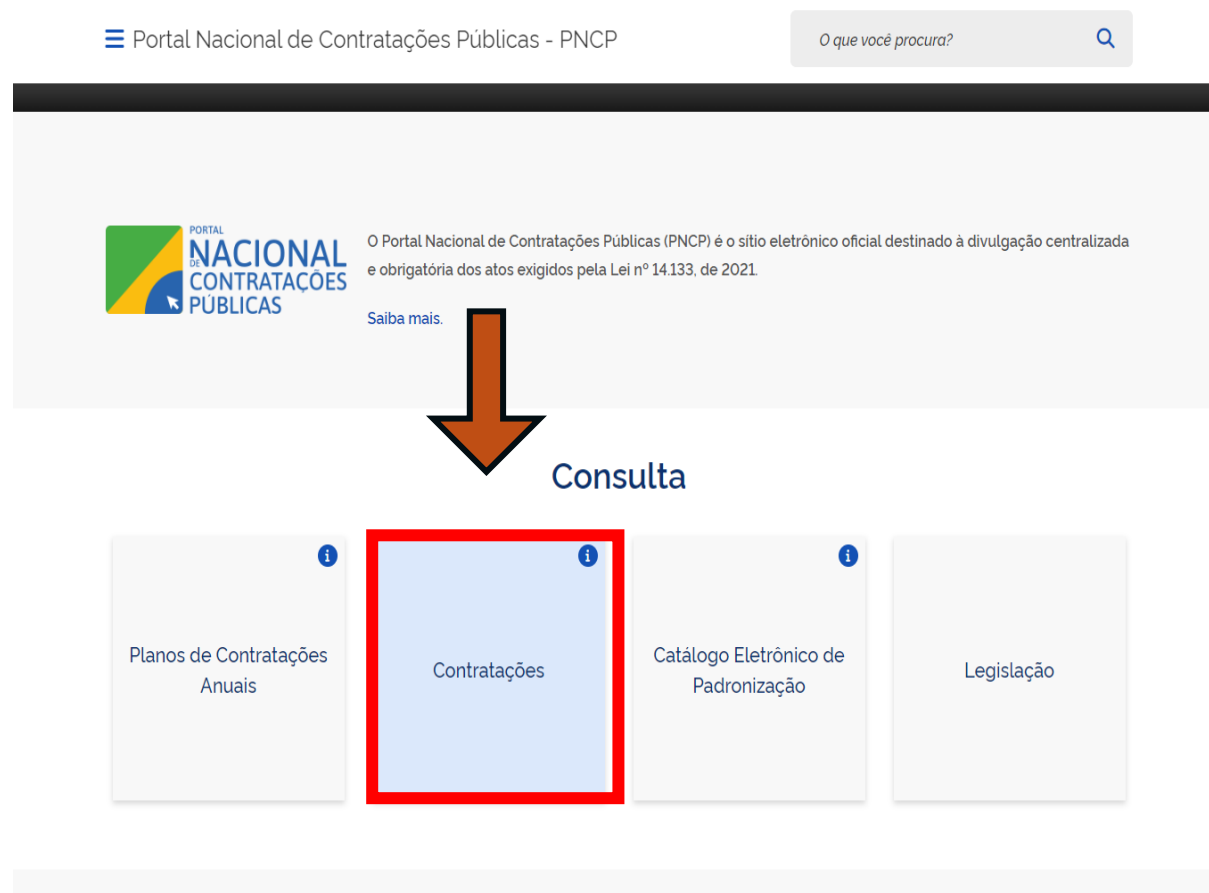 Portal Nacional de Contratações Públicas - PNCP
O que você procura?
PORTAL
NACIONAL
DE
CONTRATAÇÕES
PÚBLICAS
O Portal Nacional de Contratações Públicas (PNCP) é o sítio eletrônico oficial destinado à divulgação centralizada
e obrigatória dos atos exigidos pela Lei nº 14.133, de 2021.
Saiba mais.
Consulta
i
i
i
Planos de Contratações
Anuais
Contratações
Catálogo Eletrônico de
Padronização
Legislação